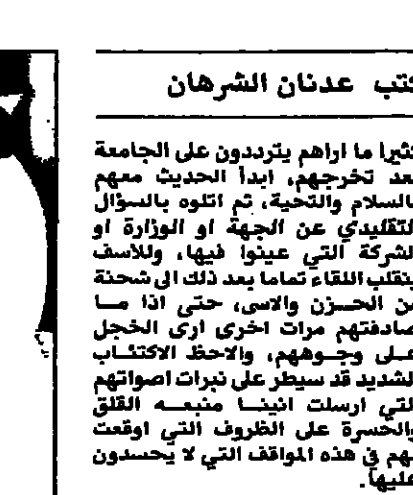 كتب عدنان الشرهان
كثيرا ما اراهم يترددون على الجامعة
بعد تخرجهم، ابدأ الحديث معهم
بالسلام والتحية، ثم اتلوه بالسؤال
التقليدي عن الجهة او الوزارة او
الشركة التي عينوا فيها، وللاسف
ينقلب اللقاء تماما بعد ذلك الى شحنة
من الحزن والاسى، حتى اذا ما
صادفتهم مرات اخرى ارى الخجل
على وجوههم، والاحظ الاكتئاب
الشديد قد سيطر على نبرات اصواتهم
التي ارسلت انينا منبعه القلق
والحسرة على الظروف التي اوقعت
بهم في هذه المواقف التي لا يحسدون
عليها.